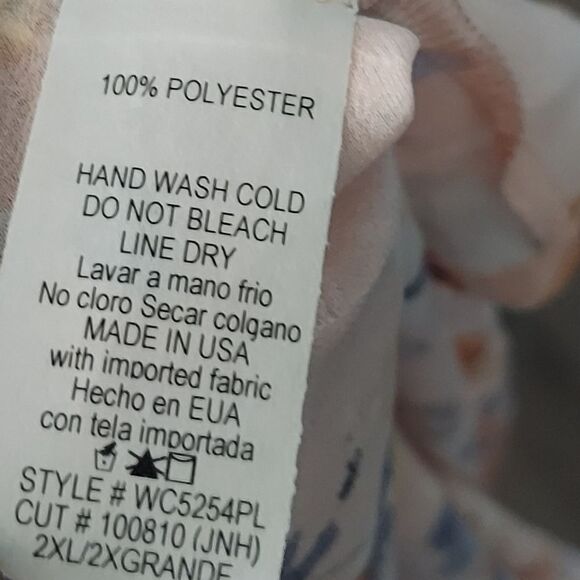 100% POLYESTER
HAND WASH COLD
DO NOT BLEACH
LINE DRY
Lavar a mano frio
No cloro Secar colgano
MADE IN USA
with imported fabric
Hecho en EUA
con tela importada
STYLE # WC5254PL
CUT # 100810 (JNH)
2XL/2XGRANDE